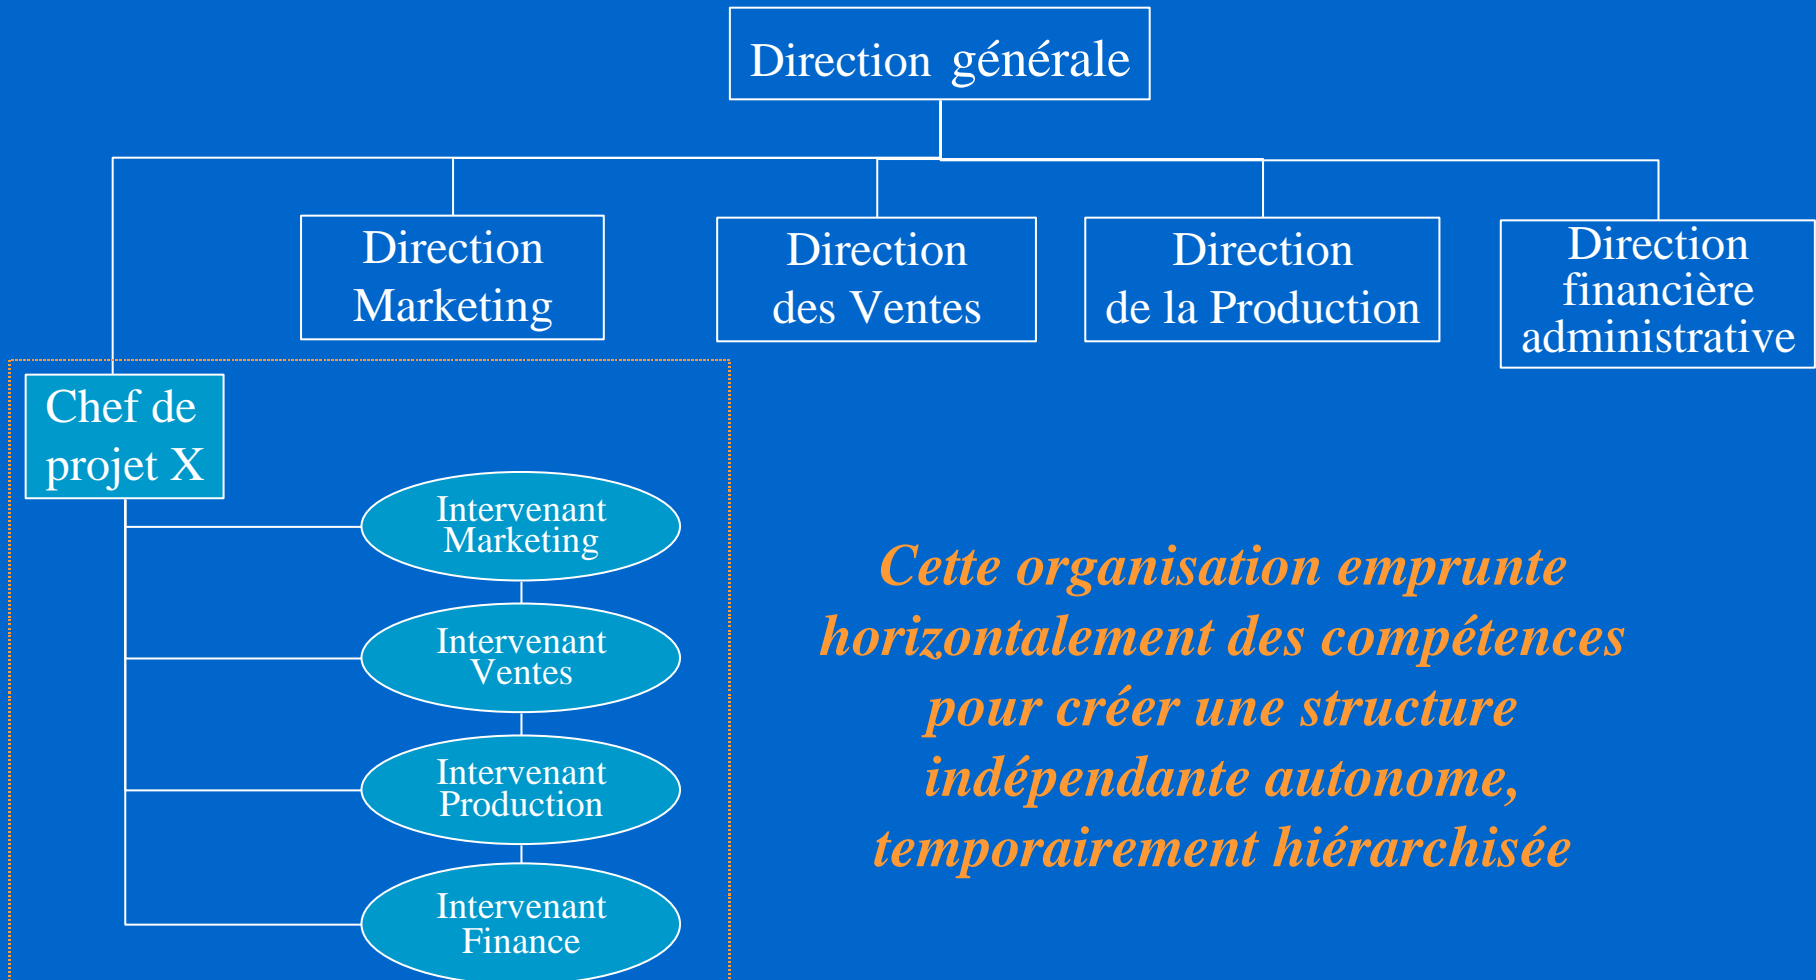 Direction générale
Direction
Marketing
Direction
des Ventes
Direction
de la Production
Direction
financière
administrative
Chef de
projet X
Intervenant
Marketing
Intervenant
Ventes
Intervenant
Production
Intervenant
Finance
Cette organisation emprunte
horizontalement des compétences
pour créer une structure
indépendante autonome,
temporairement hiérarchisée